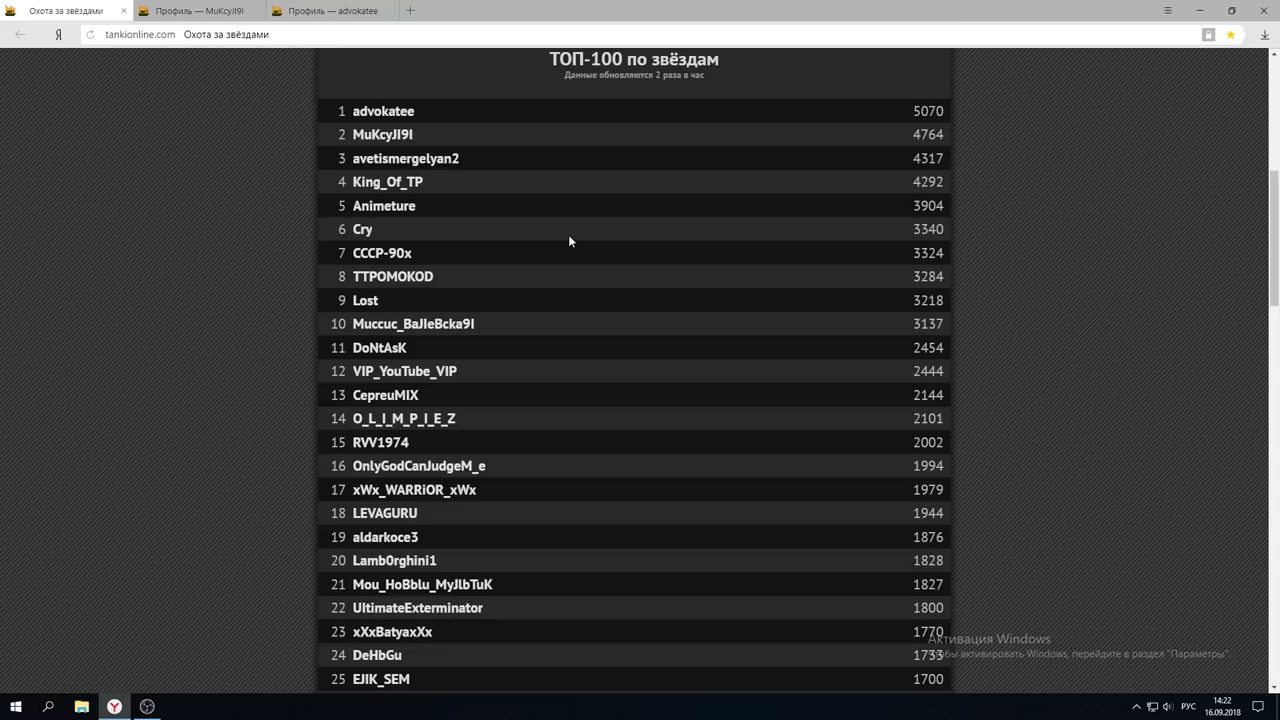 Охота за звёздами
Профиль — MuKcyJI9I
Профиль — advokatee
tankionline.com Охота за звёздами
ТОП-100 по звёздам
Данные обновляются 2 раза в час
1 advokatee 5070
2 MuKcyJI9I 4764
3 avetismergelyan2 4317
4 King_Of_TP 4292
5 Animeture 3904
6 Cry 3340
7 CCCP-90x 3324
8 TTPOMOKOD 3284
9 Lost 3218
10 Muccuc_BaJIeBcka9I 3137
11 DoNtAsK 2454
12 VIP_YouTube_VIP 2444
13 CepreuMIX 2144
14 O_L_I_M_P_I_E_Z 2101
15 RVV1974 2002
16 OnlyGodCanJudgeM_e 1994
17 xWx_WARRiOR_xWx 1979
18 LEVAGURU 1944
19 aldarkoce3 1876
20 Lamb0rghini1 1828
21 Mou_HoBblu_MyJlbTuK 1827
22 UltimateExterminator 1800
23 xXxBatyaxXx 1770
24 DeHbGu 1733
25 EJIK_SEM 1700
Активация Windows
Чтобы активировать Windows, перейдите в раздел "Параметры".
РУС
14:22
16.09.2018